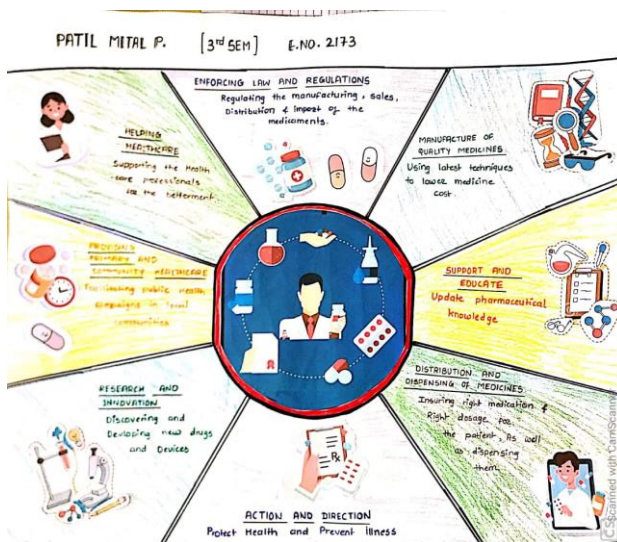 PATIL MITAL P. [3rd SEM] E.NO. 2173
ENFORCING LAW AND REGULATIONS
Regulating the manufacturing, sales,
Distribution & import of the
medicaments.
MANUFACTURE OF
QUALITY MEDICINES
Using latest techniques
to lower medicine
cost.
SUPPORT AND
EDUCATE
Update pharmaceutical
knowledge
DISTRIBUTION AND
DISPENSING OF MEDICINES
Insuring right medication &
Right dosage for
the patient, As well
as dispensing
them.
ACTION AND DIRECTION
Protect Health and Prevent Illness
Rx
RESEARCH AND
INNOVATION
Discovering and
Devloping new drugs
and Devices
PROVIDING
PRIMARY AND
COMMUNITY HEALTHCARE
Facilitating public Health
campaigns in local
communities
HELPING
HEALTHCARE
Supporting the Health
-care professionals
for the betterment
CS Scanned with CamScanner